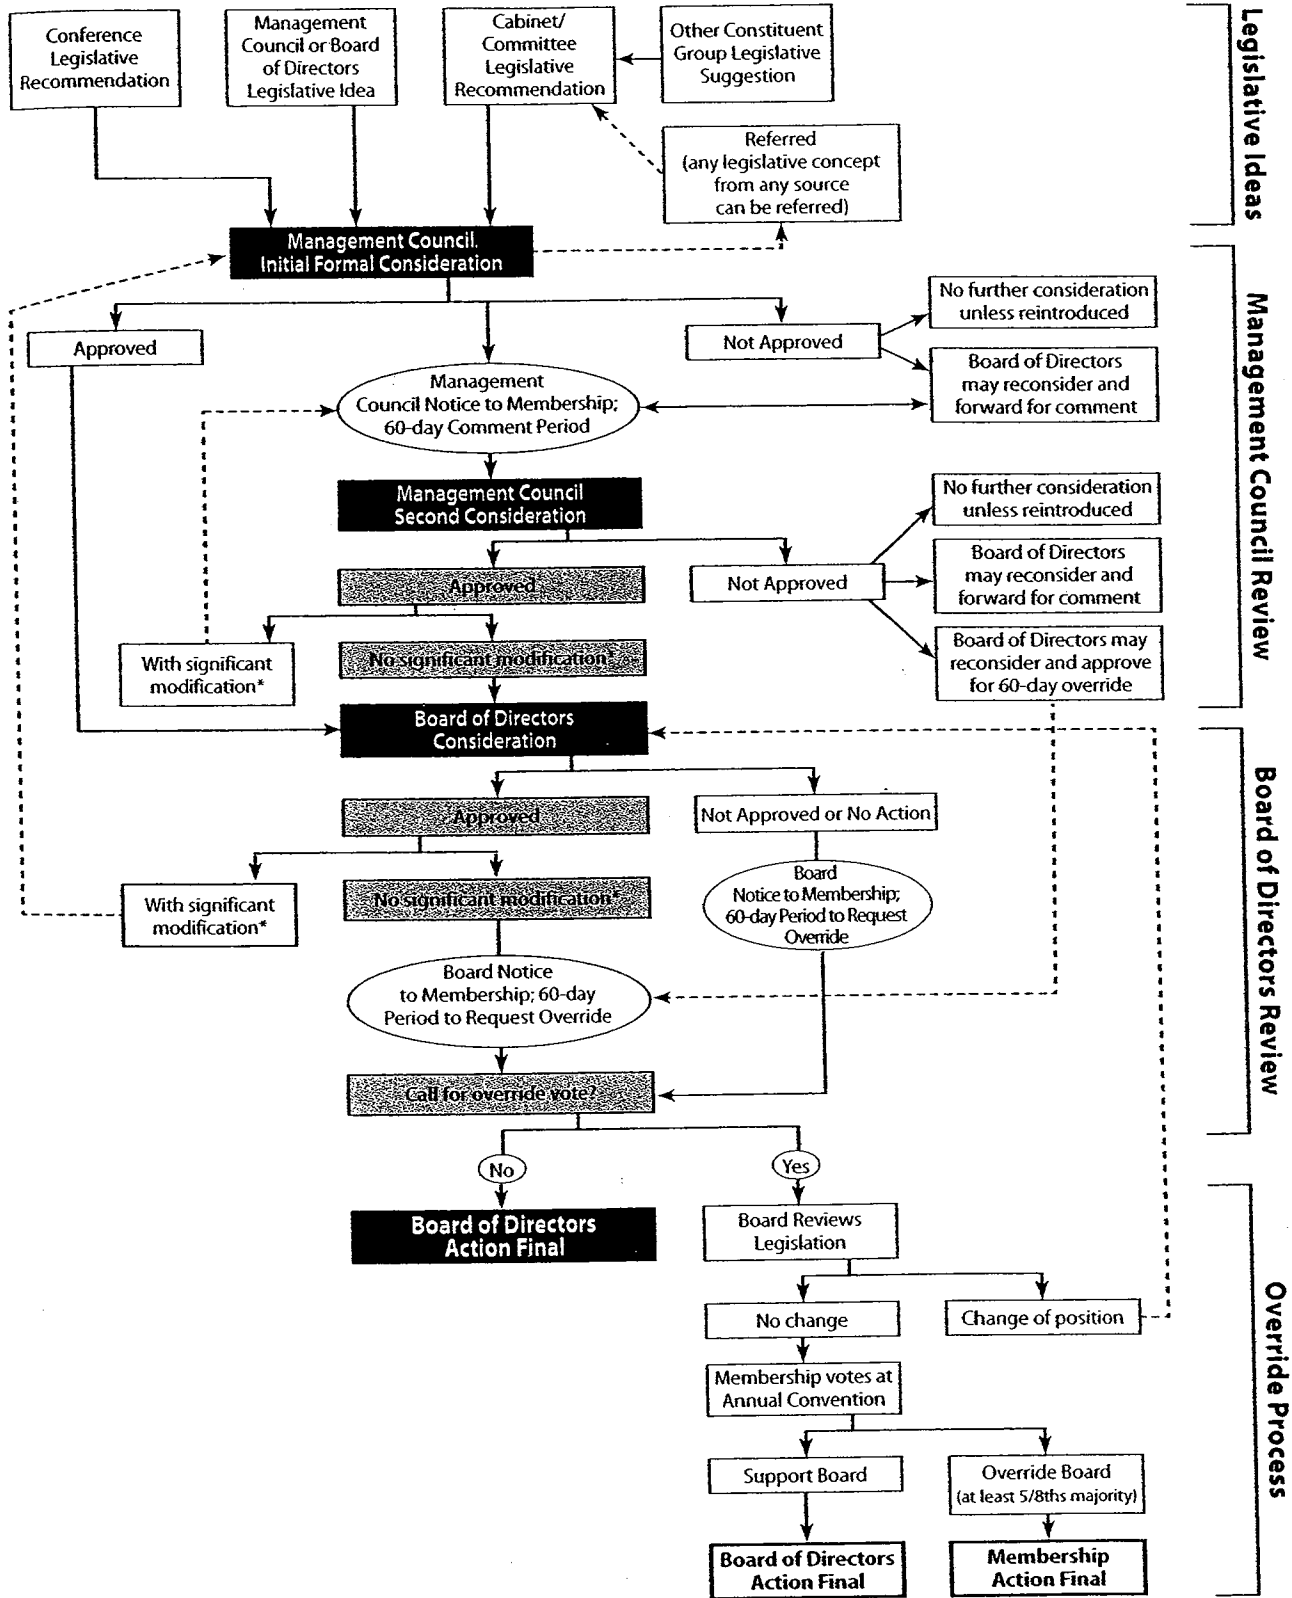 Conference
Legislative
Recommendation
Management
Council or Board
of Directors
Legislative Idea
Cabinet/
Committee
Legislative
Recommendation
Other Constituent
Group Legislative
Suggestion
Referred
(any legislative concept
from any source
can be referred)
Legislative Ideas
Management Council.
Initial Formal Consideration
Approved
Management
Council Notice to Membership;
60-day Comment Period
Not Approved
No further consideration
unless reintroduced
Board of Directors
may reconsider and
forward for comment
Management Council
Second Consideration
Approved
Not Approved
No further consideration
unless reintroduced
Board of Directors
may reconsider and
forward for comment
Board of Directors may
reconsider and approve
for 60-day override
With significant
modification*
No significant modification*
Management Council Review
Board of Directors
Consideration
Approved
Not Approved or No Action
With significant
modification*
No significant modification*
Board
Notice to Membership;
60-day Period to Request
Override
Board Notice
to Membership; 60-day
Period to Request Override
Call for override vote?
Board of Directors Review
No
Yes
Board of Directors
Action Final
Board Reviews
Legislation
No change
Change of position
Membership votes at
Annual Convention
Support Board
Override Board
(at least 5/8ths majority)
Board of Directors
Action Final
Membership
Action Final
Override Process